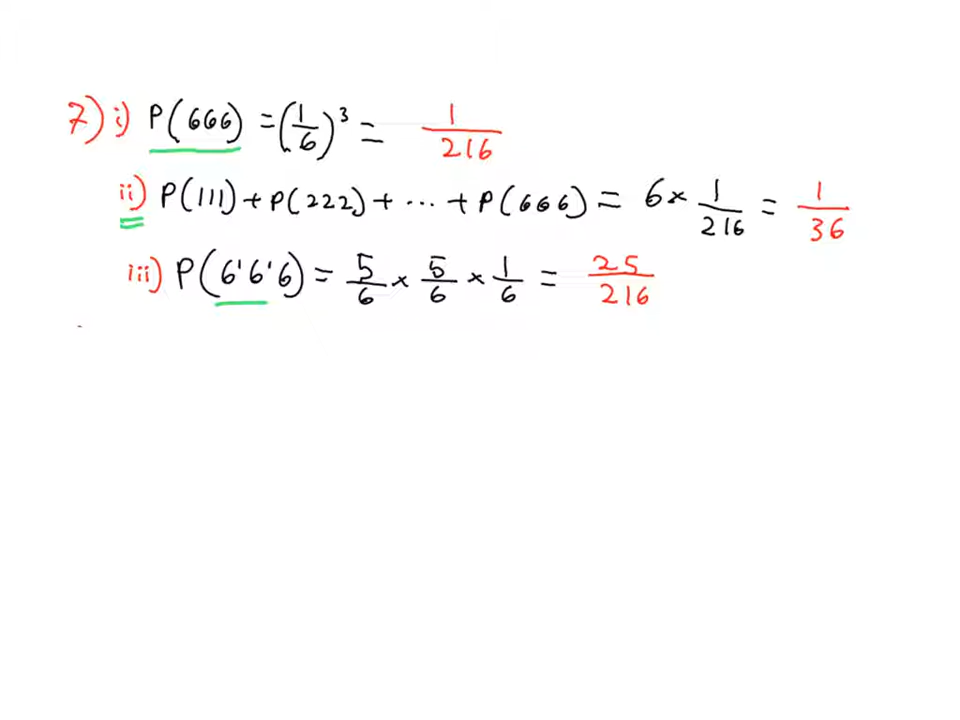 7) i) P(666) = (1/6)³ = 1/216
ii) P(111) + P(222) + ... + P(666) = 6 × 1/216 = 1/36
iii) P(6'6'6) = 5/6 × 5/6 × 1/6 = 25/216